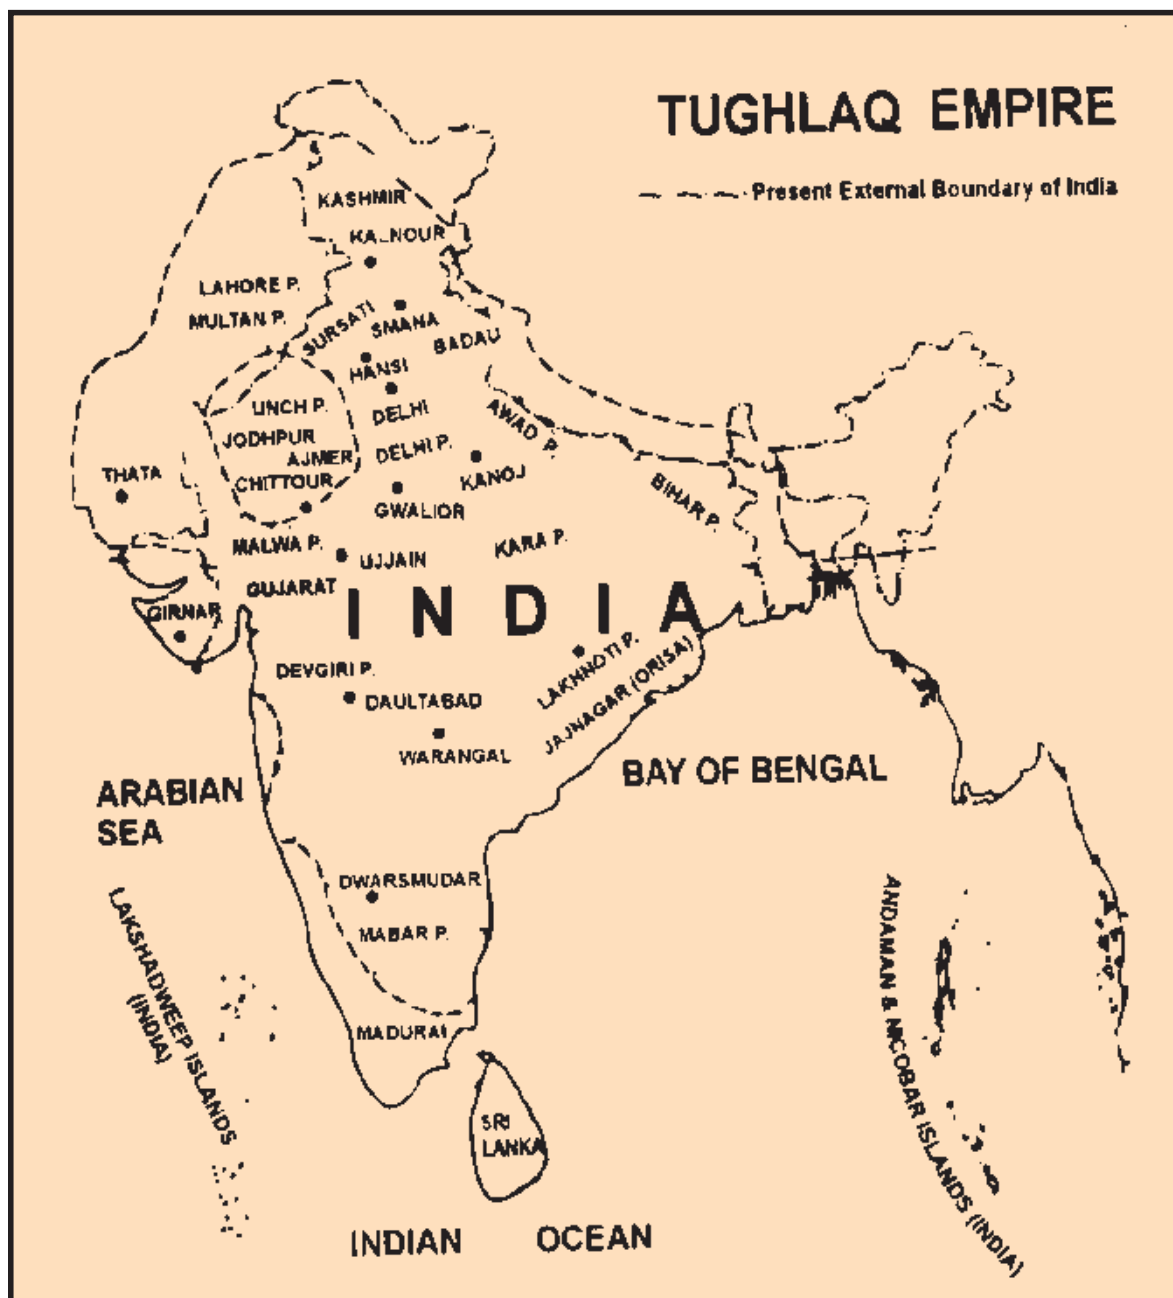 TUGHLAQ EMPIRE
Present External Boundary of India
KASHMIR
KALNOUR
LAHORE P.
MULTAN P.
SURSATI
SMANA
BADAU
HANSI
UNCH P.
DELHI
AWAD P.
JODHPUR
AJMER
DELHI P.
THATA
CHITTOUR
KANOJ
BIHAR P.
GWALIOR
MALWA P.
UJJAIN
KARA P.
GUJARAT
INDIA
GIRNAR
DEVGIRI P.
LAKHNOTI P.
DAULTABAD
JAJNAGAR (ORISA)
WARANGAL
BAY OF BENGAL
ARABIAN
SEA
DWARSMUDAR
MABAR P.
LAKSHADWEEP ISLANDS
(INDIA)
ANDAMAN & NICOBAR ISLANDS (INDIA)
MADURAI
SRI
LANKA
INDIAN OCEAN